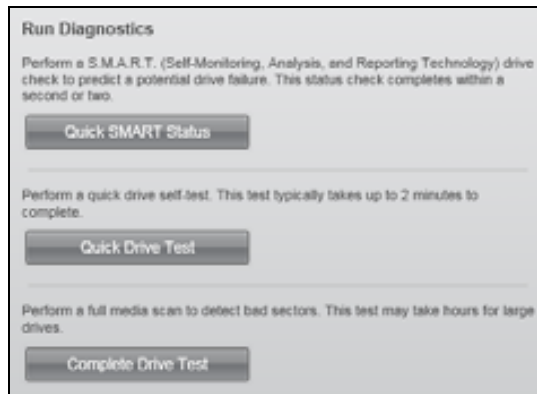 Run Diagnostics
Perform a S.M.A.R.T. (Self-Monitoring, Analysis, and Reporting Technology) drive
check to predict a potential drive failure. This status check completes within a
second or two.
Quick SMART Status
Perform a quick drive self-test. This test typically takes up to 2 minutes to
complete.
Quick Drive Test
Perform a full media scan to detect bad sectors. This test may take hours for large
drives.
Complete Drive Test